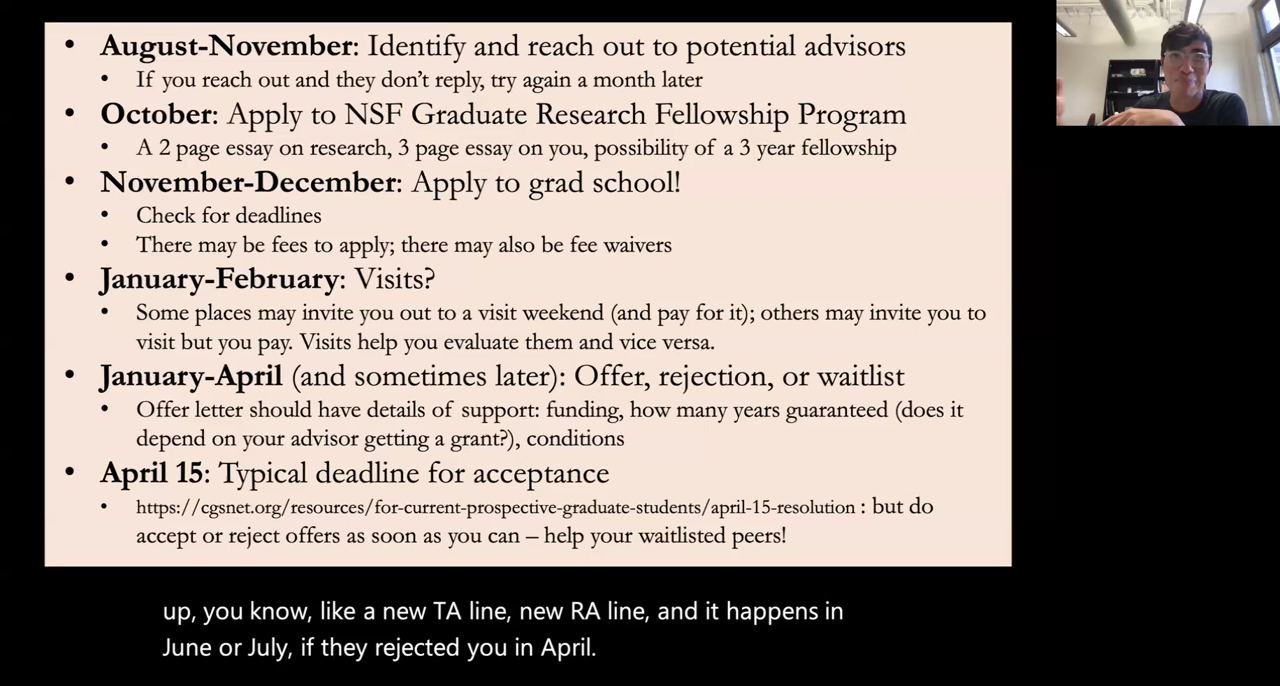 • August-November: Identify and reach out to potential advisors
• If you reach out and they don't reply, try again a month later
• October: Apply to NSF Graduate Research Fellowship Program
• A 2 page essay on research, 3 page essay on you, possibility of a 3 year fellowship
• November-December: Apply to grad school!
• Check for deadlines
• There may be fees to apply; there may also be fee waivers
• January-February: Visits?
• Some places may invite you out to a visit weekend (and pay for it); others may invite you to
visit but you pay. Visits help you evaluate them and vice versa.
• January-April (and sometimes later): Offer, rejection, or waitlist
• Offer letter should have details of support: funding, how many years guaranteed (does it
depend on your advisor getting a grant?), conditions
• April 15: Typical deadline for acceptance
• https://cgsnet.org/resources/for-current-prospective-graduate-students/april-15-resolution : but do
accept or reject offers as soon as you can – help your waitlisted peers!
up, you know, like a new TA line, new RA line, and it happens in
June or July, if they rejected you in April.